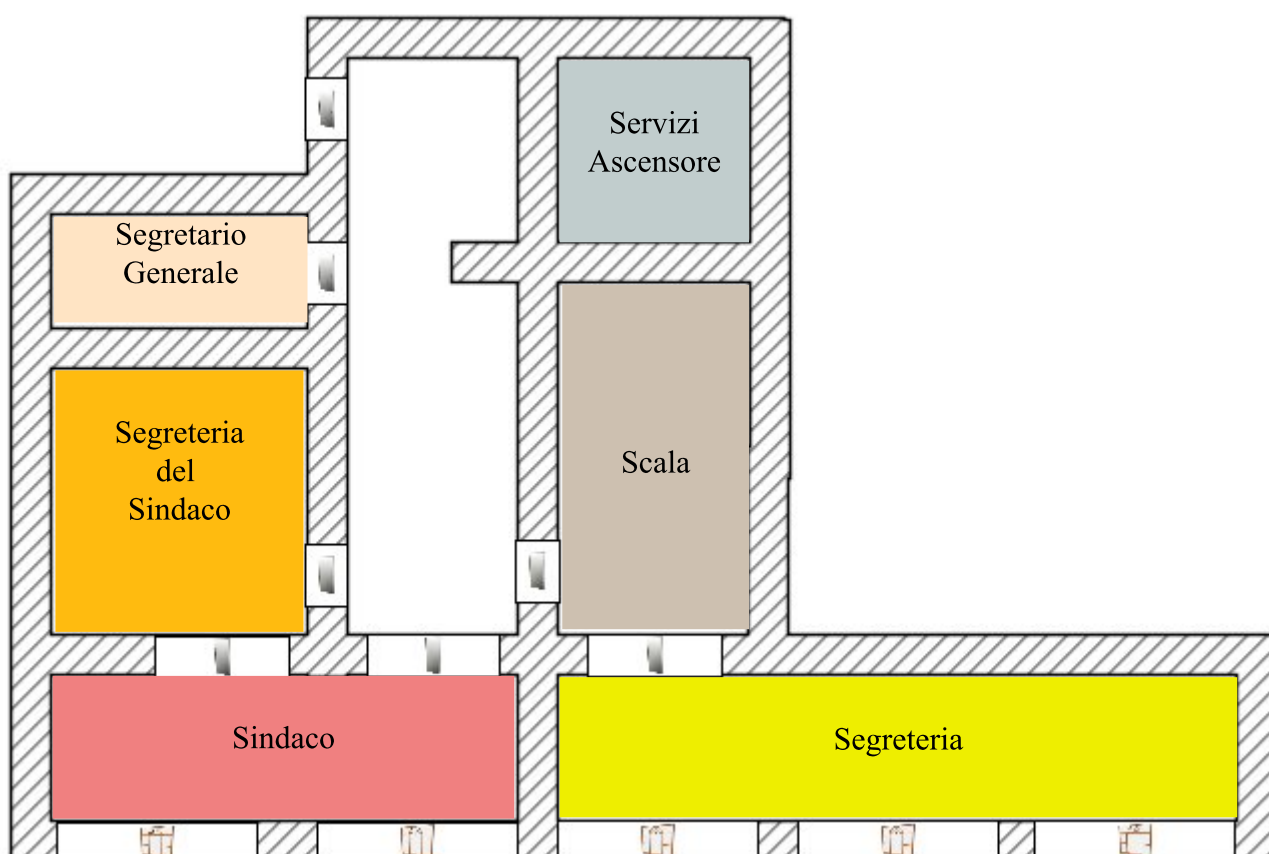 Servizi
Ascensore
Segretario
Generale
Segreteria
del
Sindaco
Scala
Sindaco
Segreteria